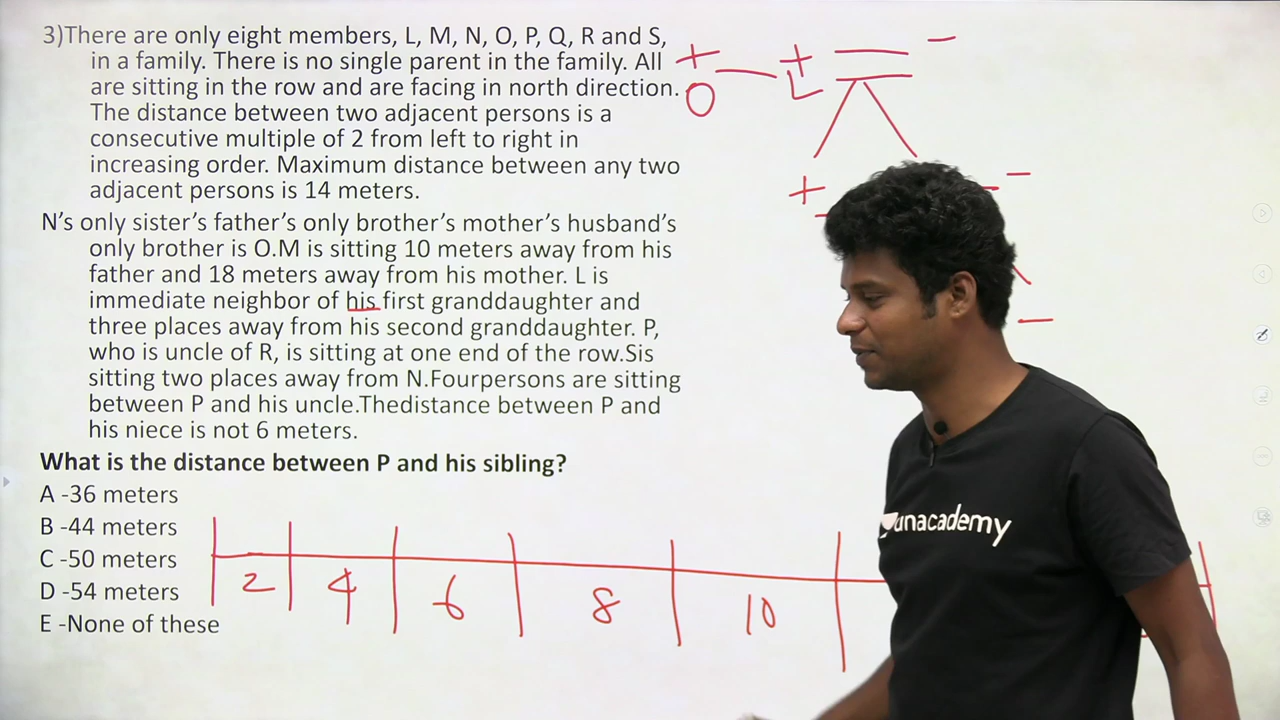 3)There are only eight members, L, M, N, O, P, Q, R and S,
in a family. There is no single parent in the family. All
are sitting in the row and are facing in north direction.
The distance between two adjacent persons is a
consecutive multiple of 2 from left to right in
increasing order. Maximum distance between any two
adjacent persons is 14 meters.
N's only sister's father's only brother's mother's husband's
only brother is O.M is sitting 10 meters away from his
father and 18 meters away from his mother. L is
immediate neighbor of his first granddaughter and
three places away from his second granddaughter. P,
who is uncle of R, is sitting at one end of the row.Sis
sitting two places away from N.Fourpersons are sitting
between P and his uncle.Thedistance between P and
his niece is not 6 meters.
What is the distance between P and his sibling?
A -36 meters
B -44 meters
C -50 meters
D -54 meters
E -None of these
+ + -
O L
+ -
-
2 4 6 8 10
unacademy